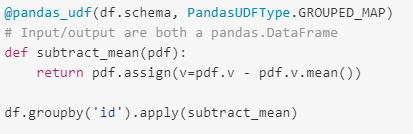 @pandas_udf(df.schema, PandasUDFType.GROUPED_MAP)
# Input/output are both a pandas.DataFrame
def subtract_mean(pdf):
    return pdf.assign(v=pdf.v - pdf.v.mean())

df.groupby('id').apply(subtract_mean)